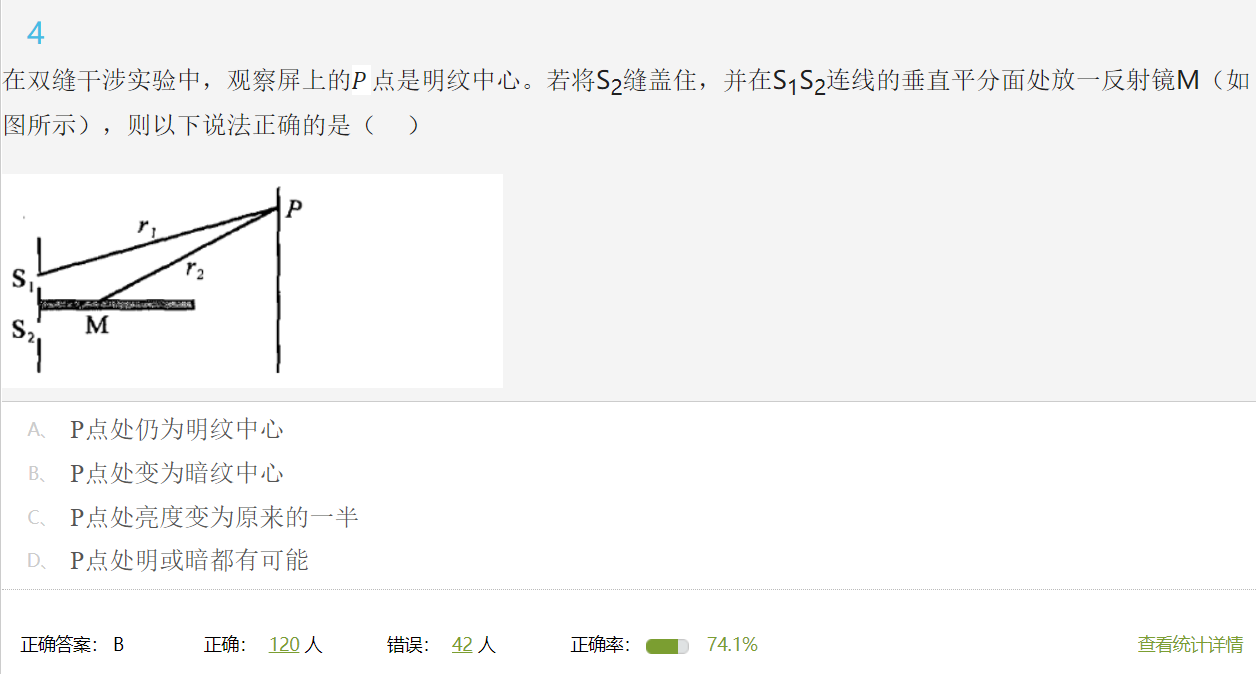 4
在双缝干涉实验中，观察屏上的P点是明纹中心。若将S₂缝盖住，并在S₁S₂连线的垂直平分面处放一反射镜M（如
图所示），则以下说法正确的是（ ）
P
r₁
r₂
S₁
S₂
M
A、 P点处仍为明纹中心
B、 P点处变为暗纹中心
C、 P点处亮度变为原来的一半
D、 P点处明或暗都有可能
正确答案： B 正确： 120 人 错误： 42 人 正确率： 74.1% 查看统计详情